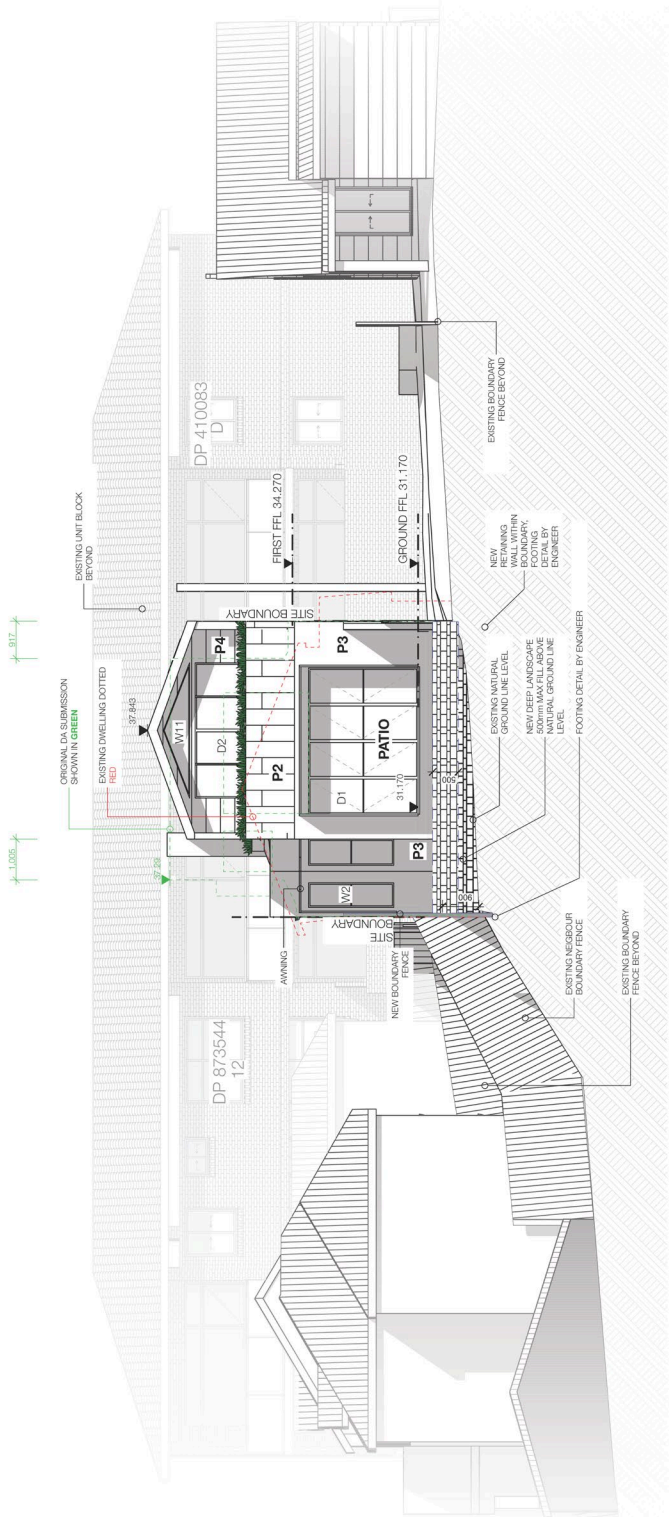 1,005
917
ORIGINAL DA SUBMISSION
SHOWN IN GREEN
EXISTING DWELLING DOTTED
RED
EXISTING UNIT BLOCK
BEYOND
37.29
37.843
W11
P4
D2
P2
SITE BOUNDARY
P3
D1
PATIO
31.170
AWNING
W2
P3
SITE
BOUNDARY
NEW BOUNDARY
FENCE
DP 873544
12
DP 410083
D
FIRST FFL 34.270
GROUND FFL 31.170
500
900
EXISTING NEIGBOUR
BOUNDARY FENCE
EXISTING BOUNDARY
FENCE BEYOND
EXISTING NATURAL
GROUND LINE LEVEL
NEW DEEP LANDSCAPE
500mm MAX FILL ABOVE
NATURAL GROUND LINE
LEVEL
FOOTING DETAIL BY ENGINEER
NEW
RETAINING
WALL WITHIN
BOUNDARY,
FOOTING
DETAIL BY
ENGINEER
EXISTING BOUNDARY
FENCE BEYOND